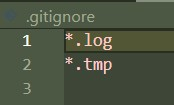 .gitignore
1 *.log
2 *.tmp
3